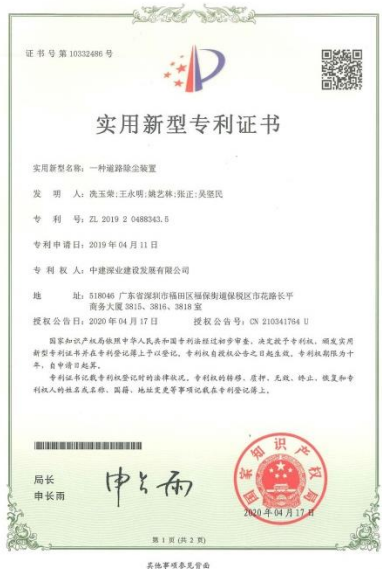 证书号第10332486号
实用新型专利证书
实用新型名称：一种道路除尘装置
发 明 人：冼玉荣;王永明;姚艺林;张正;吴坚民
专 利 号：ZL 2019 2 0488343.5
专利申请日：2019年04月11日
专 利 权 人：中建深业建设发展有限公司
地 址：518046 广东省深圳市福田区福保街道保税区市花路长平
商务大厦3815、3816、3818室
授权公告日：2020年04月17日 授权公告号：CN 210341764 U
国家知识产权局依照中华人民共和国专利法经过初步审查，决定授予专利权，颁发实用
新型专利证书并在专利登记簿上予以登记。专利权自授权公告之日起生效。专利权期限为十
年，自申请日起算。
专利证书记载专利权登记时的法律状况。专利权的转移、质押、无效、终止、恢复和专
利权人的姓名或名称、国籍、地址变更等事项记载在专利登记簿上。
局长
申长雨
申长雨
国家知识产权局
2020年04月17日
第 1 页 (共 2 页)
其他事项参见背面